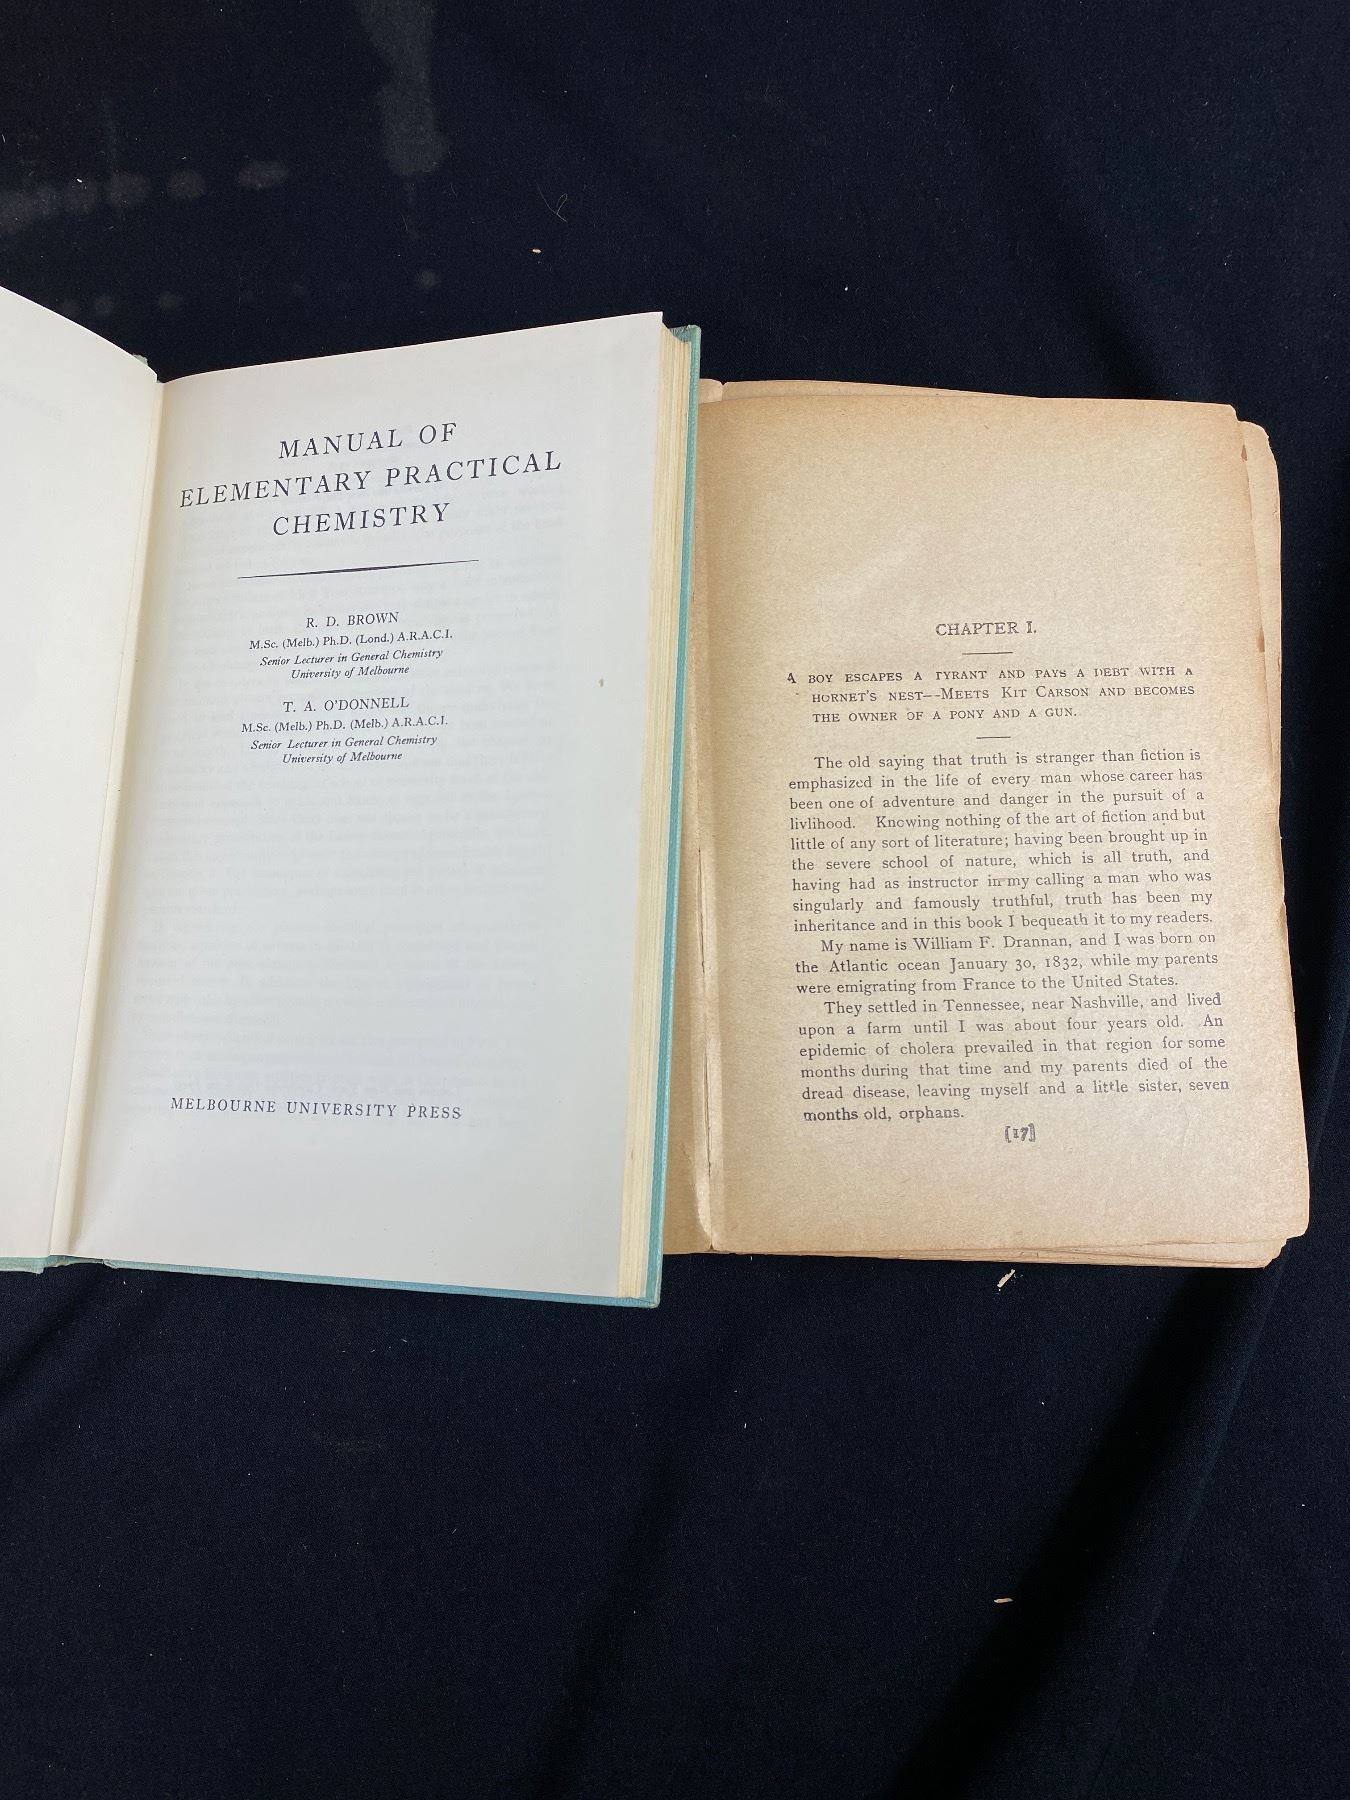 MANUAL OF
ELEMENTARY PRACTICAL
CHEMISTRY
R. D. BROWN
M.Sc. (Melb.) Ph.D. (Lond.) A.R.A.C.I.
Senior Lecturer in General Chemistry
University of Melbourne
T. A. O'DONNELL
M.Sc. (Melb.) Ph.D. (Melb.) A.R.A.C.I.
Senior Lecturer in General Chemistry
University of Melbourne
MELBOURNE UNIVERSITY PRESS
CHAPTER I.
A BOY ESCAPES A TYRANT AND PAYS A DEBT WITH A
HORNET'S NEST--MEETS KIT CARSON AND BECOMES
THE OWNER OF A PONY AND A GUN.
The old saying that truth is stranger than fiction is
emphasized in the life of every man whose career has
been one of adventure and danger in the pursuit of a
livlihood. Knowing nothing of the art of fiction and but
little of any sort of literature; having been brought up in
the severe school of nature, which is all truth, and
having had as instructor in my calling a man who was
singularly and famously truthful, truth has been my
inheritance and in this book I bequeath it to my readers.
My name is William F. Drannan, and I was born on
the Atlantic ocean January 30, 1832, while my parents
were emigrating from France to the United States.
They settled in Tennessee, near Nashville, and lived
upon a farm until I was about four years old. An
epidemic of cholera prevailed in that region for some
months during that time and my parents died of the
dread disease, leaving myself and a little sister, seven
months old, orphans.
[17]